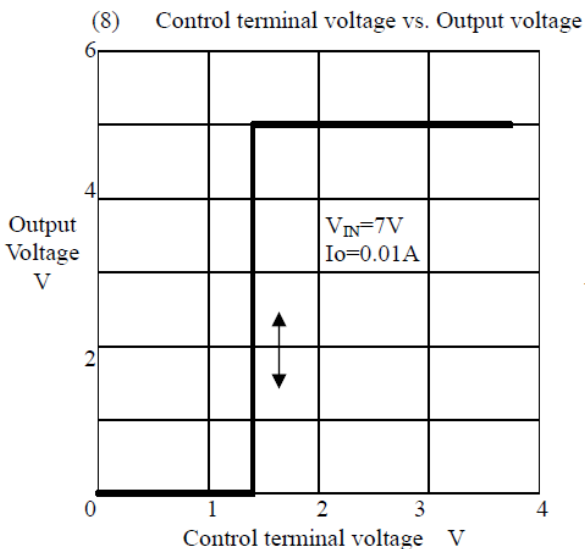 (8) Control terminal voltage vs. Output voltage
6
4
Output
Voltage
V
V_IN=7V
Io=0.01A
2
0 1 2 3 4
Control terminal voltage V